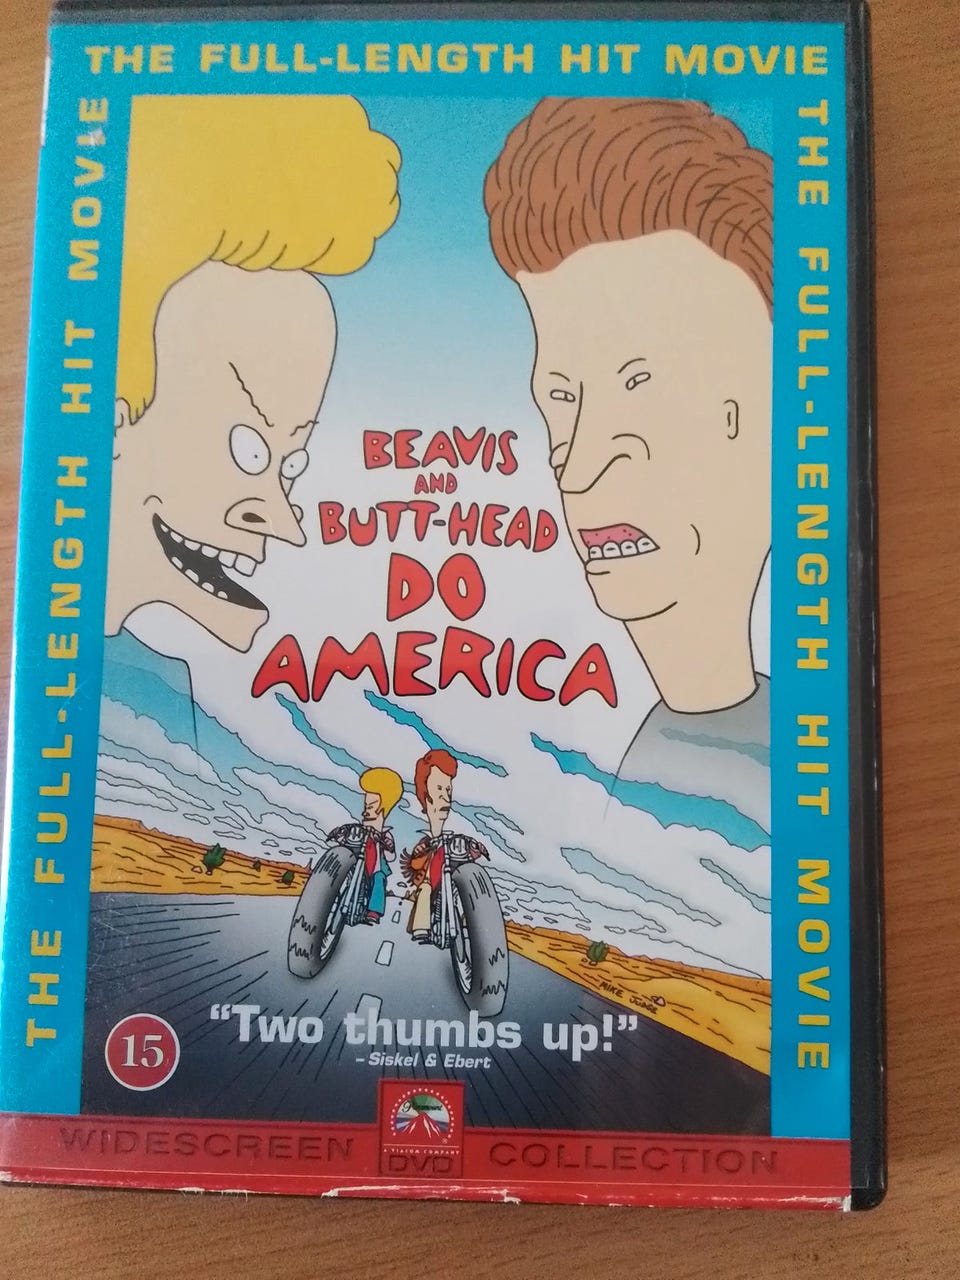 THE FULL-LENGTH HIT MOVIE
THE FULL-LENGTH HIT MOVIE
THE FULL-LENGTH HIT MOVIE
BEAVIS
AND
BUTT-HEAD
DO
AMERICA
MIKE JUDGE
"Two thumbs up!"
-Siskel & Ebert
15
Paramount
A VIACOM COMPANY
WIDESCREEN DVD COLLECTION